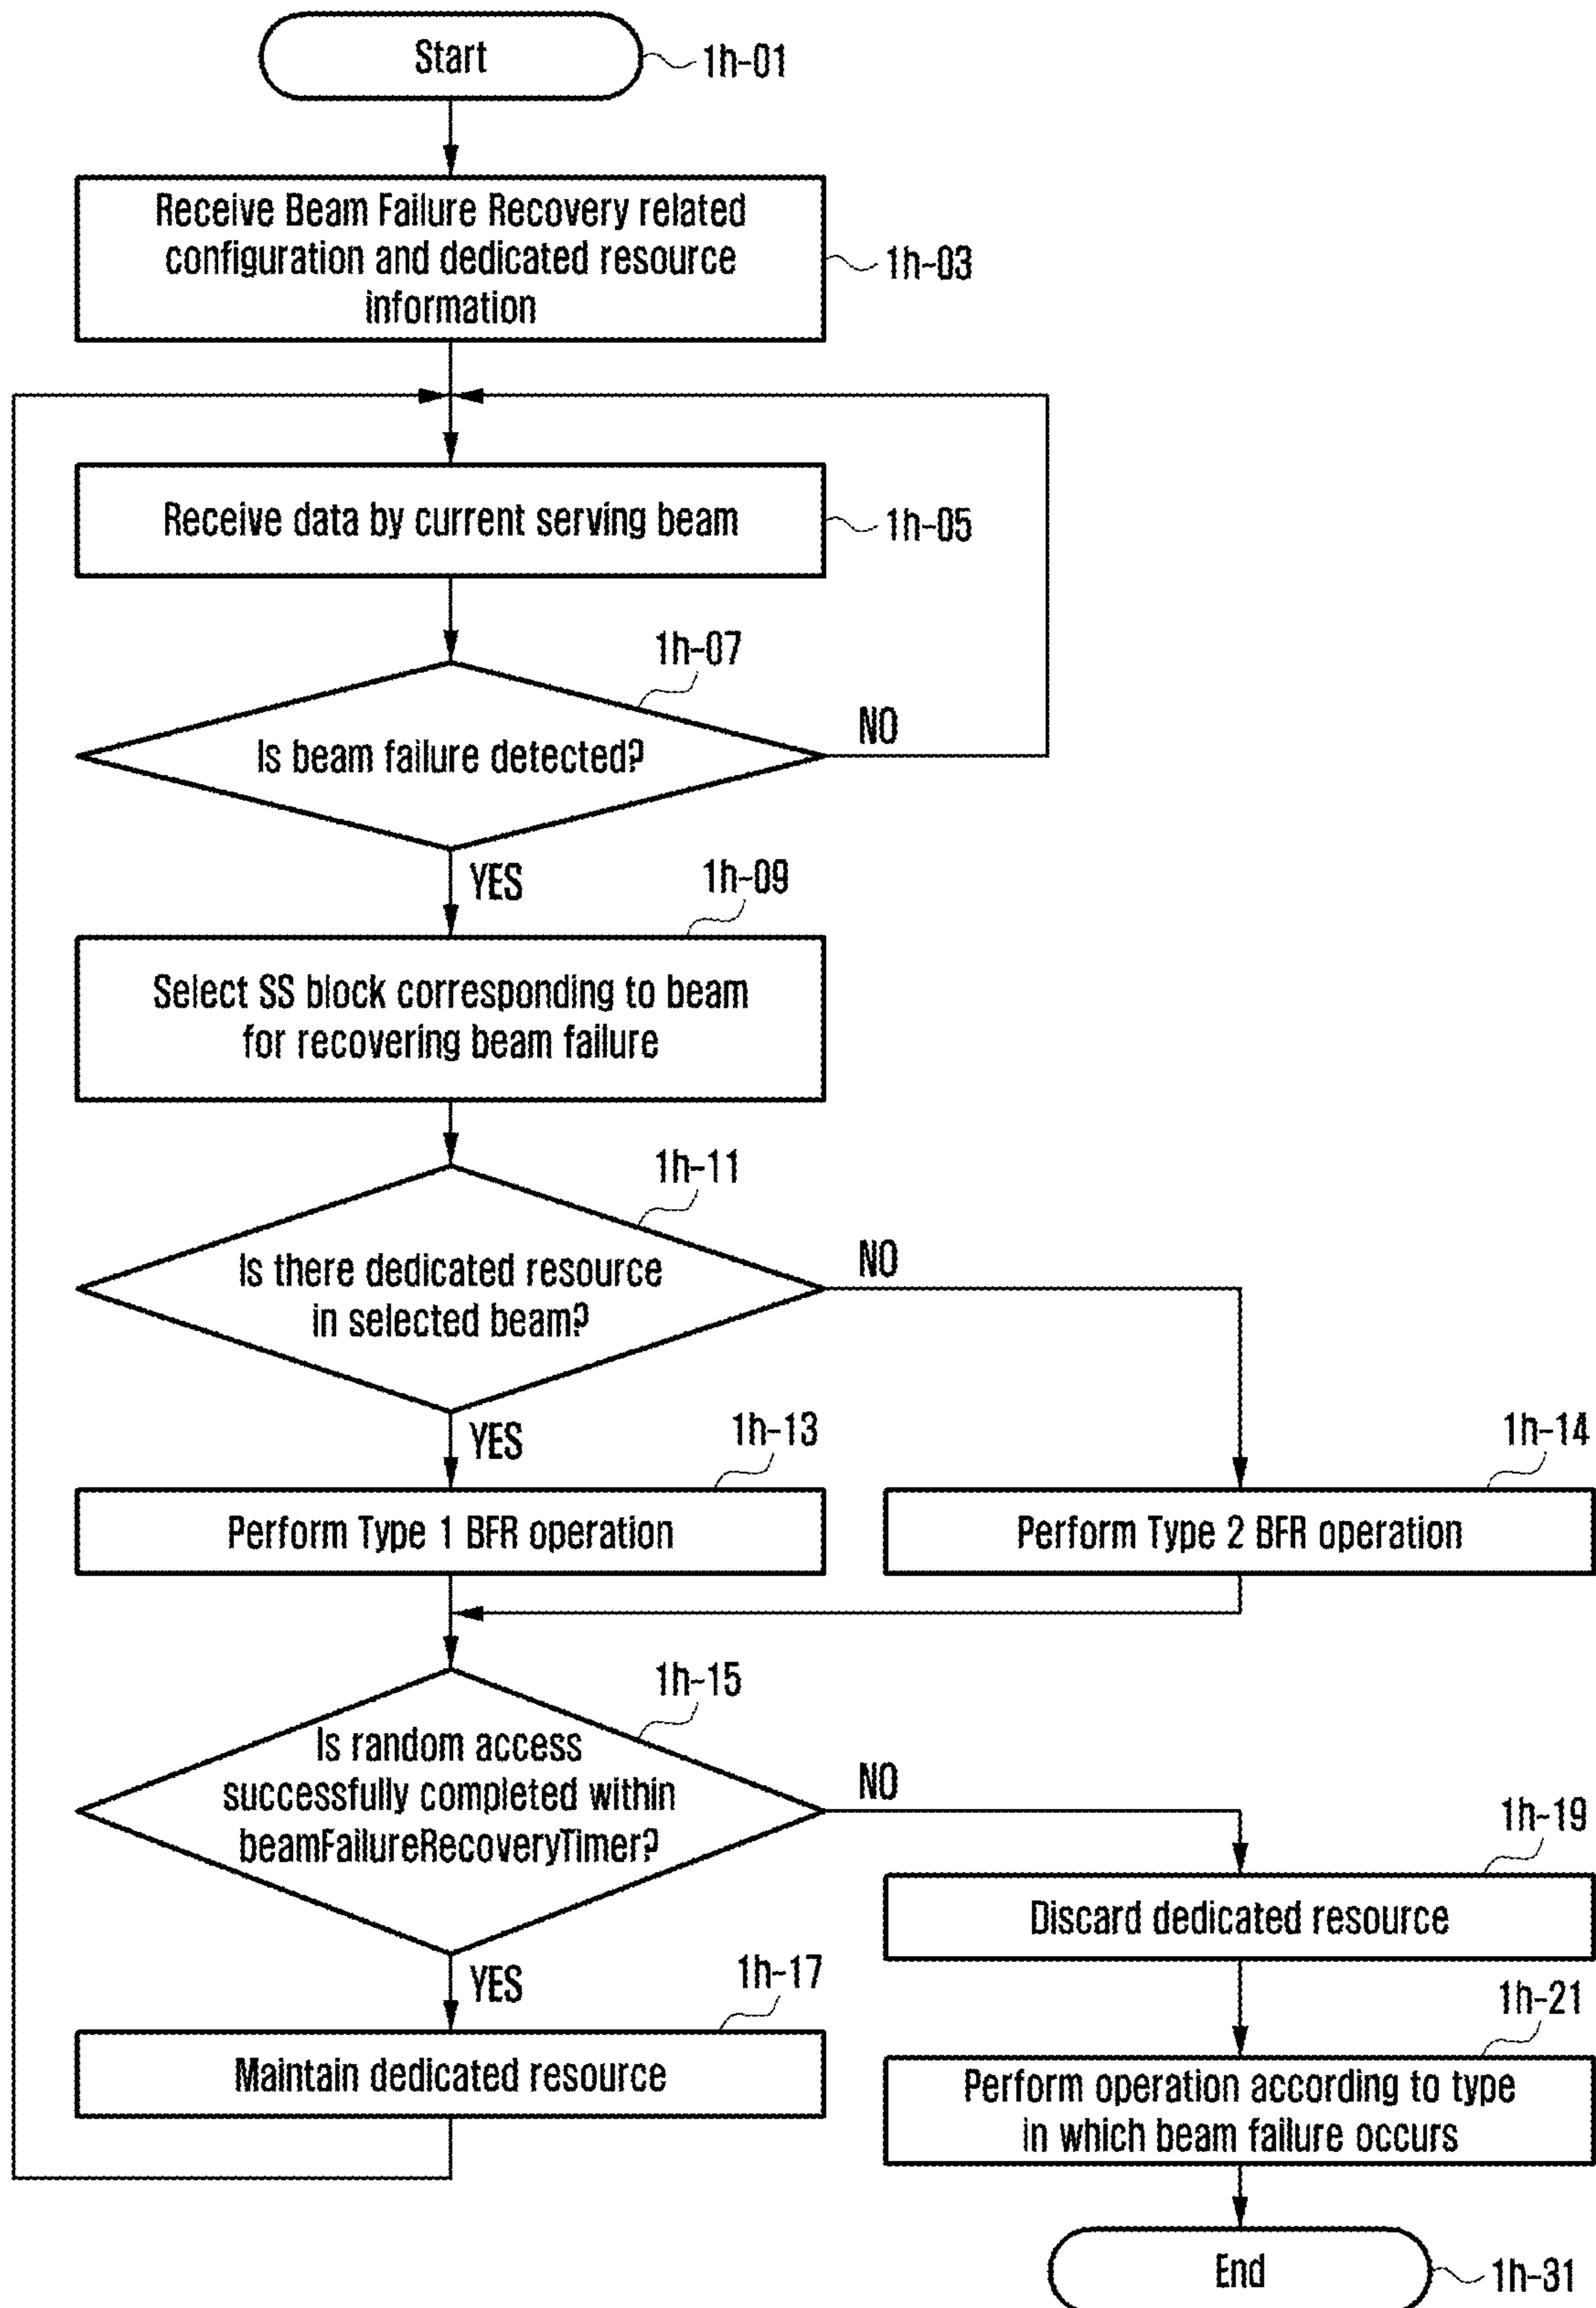 Start
1h-01
Receive Beam Failure Recovery related
configuration and dedicated resource
information
1h-03
Receive data by current serving beam
1h-05
1h-07
Is beam failure detected?
NO
YES
1h-09
Select SS block corresponding to beam
for recovering beam failure
1h-11
Is there dedicated resource
in selected beam?
NO
YES
1h-13
Perform Type 1 BFR operation
1h-14
Perform Type 2 BFR operation
1h-15
Is random access
successfully completed within
beamFailureRecoveryTimer?
NO
YES
1h-17
Maintain dedicated resource
1h-19
Discard dedicated resource
1h-21
Perform operation according to type
in which beam failure occurs
End
1h-31